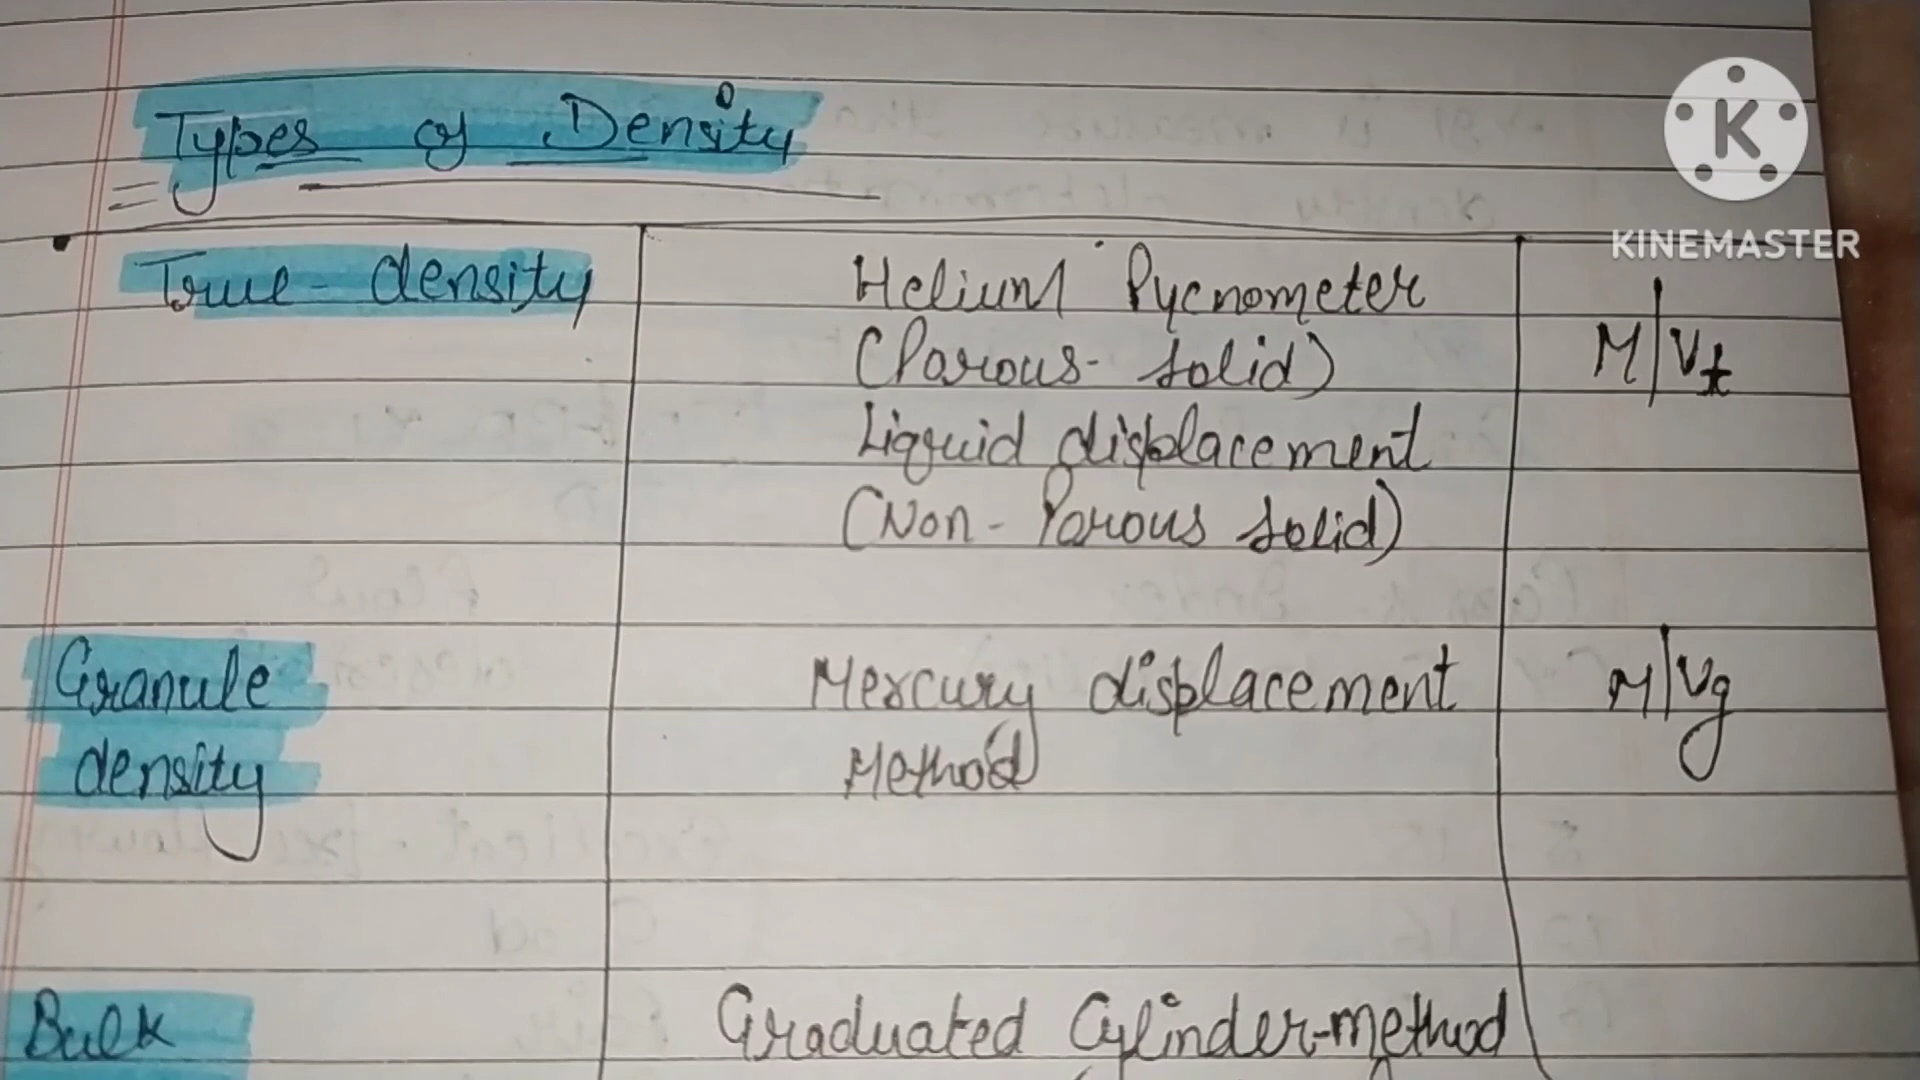 Types of Density
K
KINEMASTER
True - density
Helium Pycnometer
(Porous - solid)
M/Vt
Liquid displacement
(Non - Porous solid)
Granule
density
Mercury displacement
Method
M/Vg
Bulk
Graduated Cylinder-method